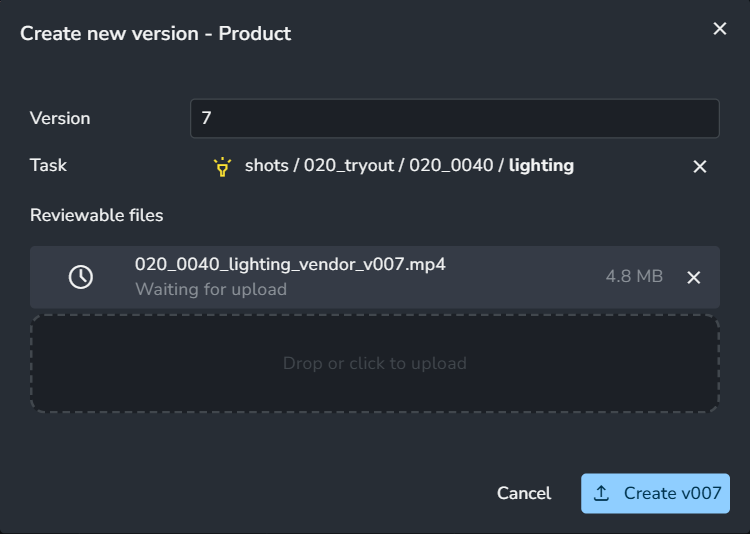 Create new version - Product
Version
7
Task
shots / 020_tryout / 020_0040 / lighting
Reviewable files
020_0040_lighting_vendor_v007.mp4
Waiting for upload
4.8 MB
Drop or click to upload
Cancel
Create v007